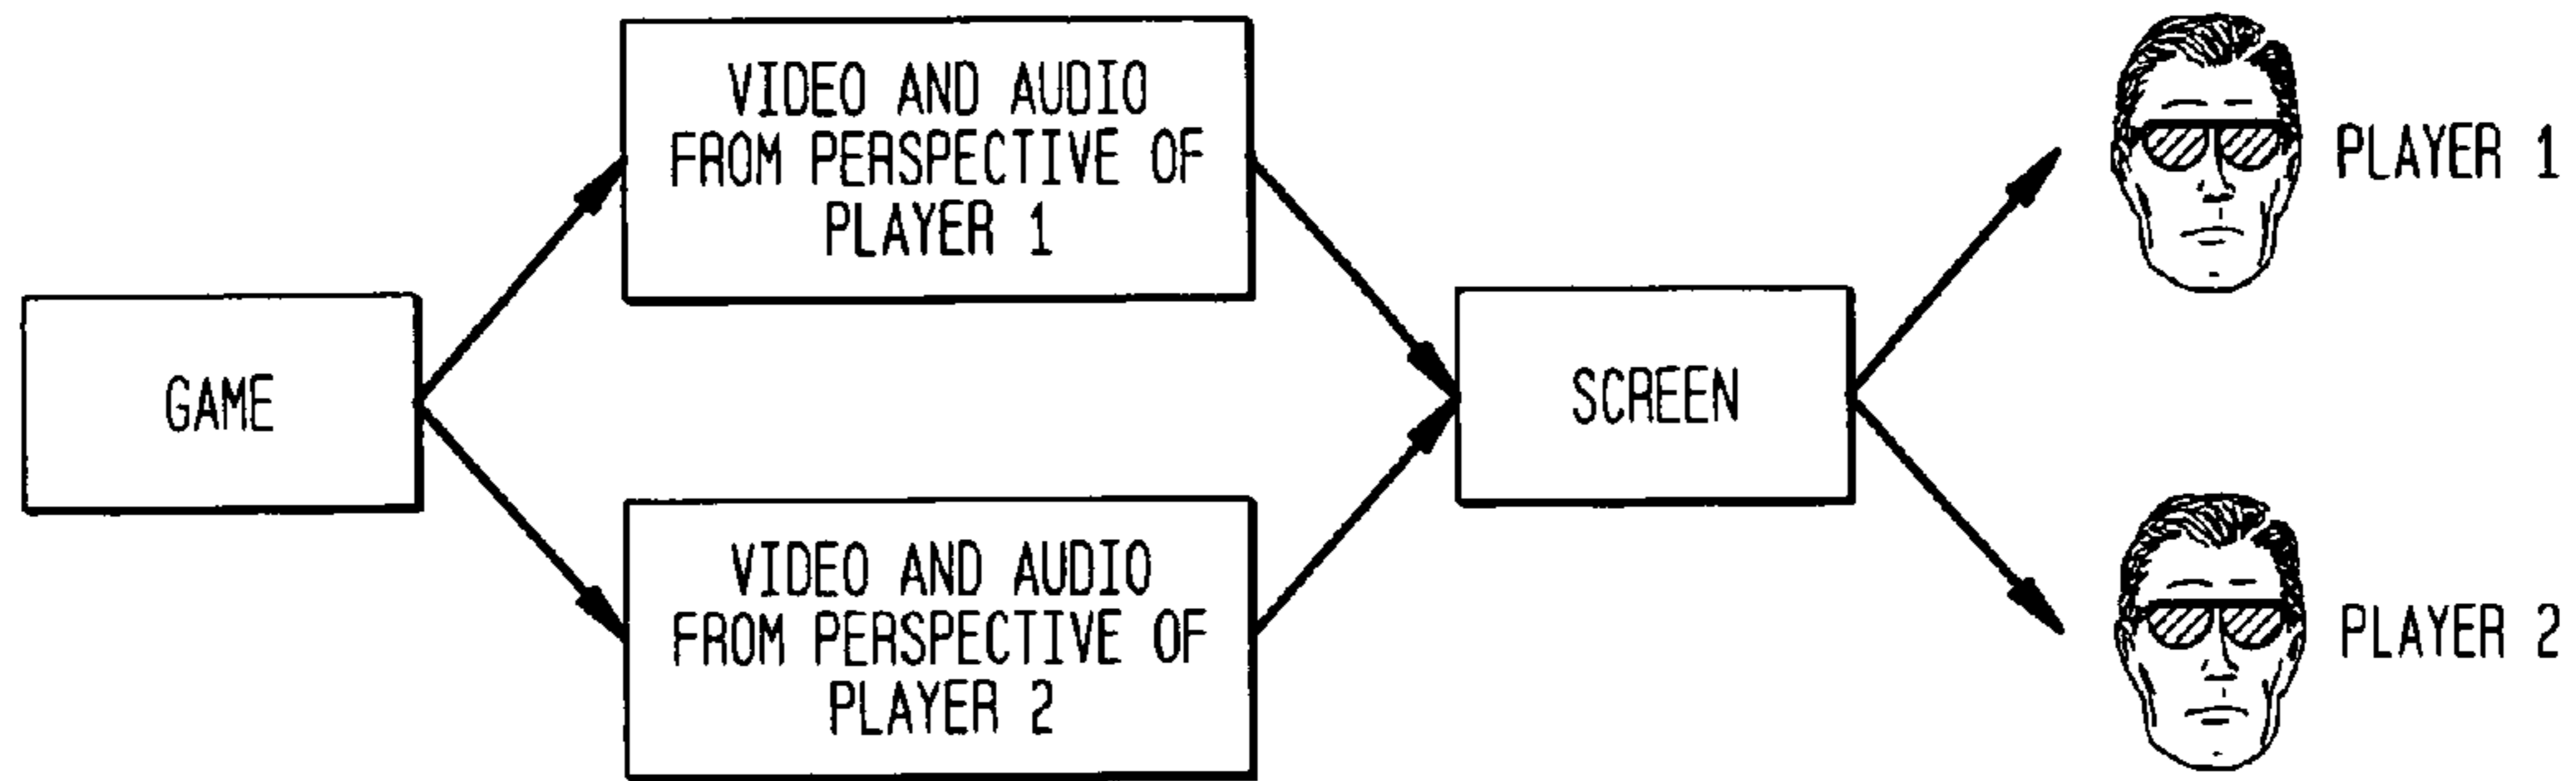 GAME
VIDEO AND AUDIO
FROM PERSPECTIVE OF
PLAYER 1
VIDEO AND AUDIO
FROM PERSPECTIVE OF
PLAYER 2
SCREEN
PLAYER 1
PLAYER 2